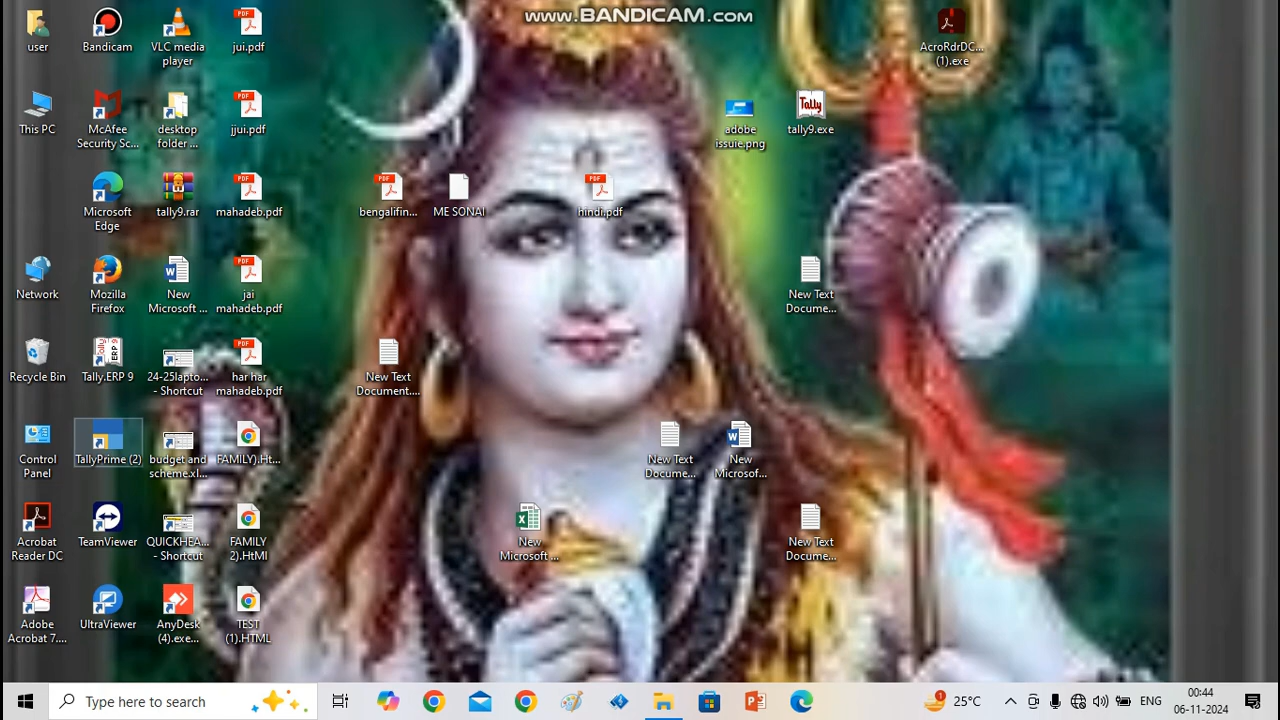 www.BANDICAM.com
user
Bandicam
VLC media
player
jui.pdf
AcroRdrDC...
(1).exe
This PC
McAfee
Security Sc...
desktop
folder ...
jjui.pdf
adobe
issuie.png
Tally
tally9.exe
Microsoft
Edge
tally9.rar
mahadeb.pdf
bengalifin...
ME SONAI
hindi.pdf
Network
Mozilla
Firefox
New
Microsoft ...
jai
mahadeb.pdf
New Text
Docume...
Recycle Bin
Tally.ERP 9
24-25lapto...
- Shortcut
har har
mahadeb.pdf
New Text
Document....
Control
Panel
TallyPrime (2)
budget and
scheme.xl...
FAMILY).Ht...
New Text
Docume...
New
Microsof...
Acrobat
Reader DC
TeamViewer
QUICKHEA...
- Shortcut
FAMILY
2).HtMl
New
Microsoft ...
New Text
Docume...
Adobe
Acrobat 7....
UltraViewer
AnyDesk
(4).exe...
TEST
(1).HTML
Type here to search
1
25°C
ENG
00:44
06-11-2024